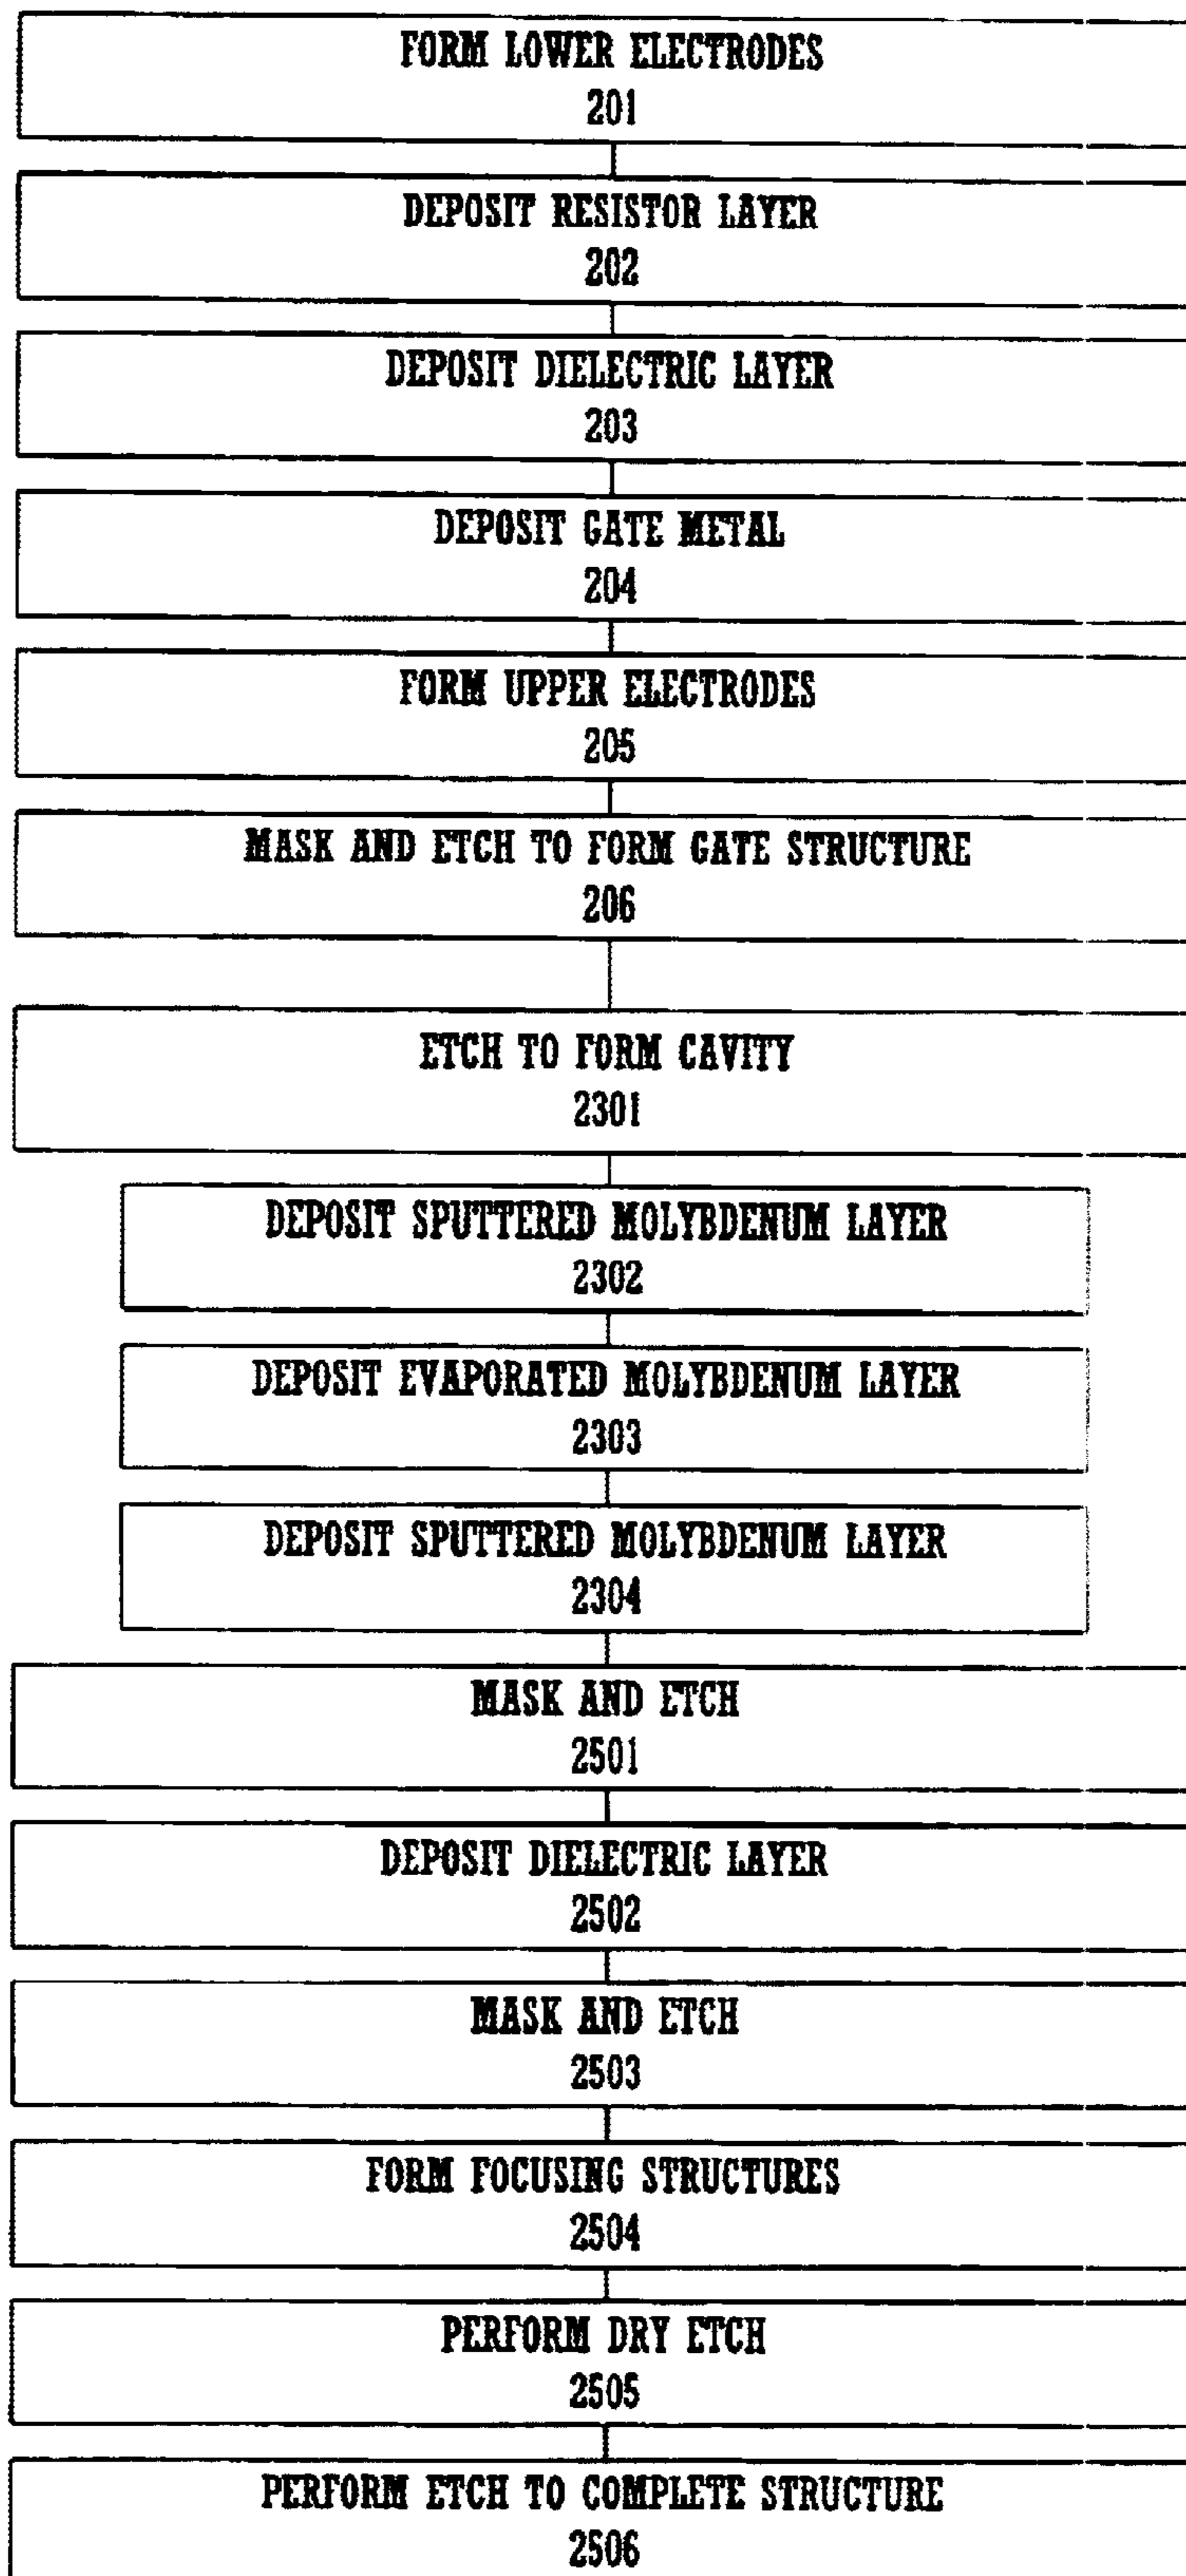 FORM LOWER ELECTRODES
201
DEPOSIT RESISTOR LAYER
202
DEPOSIT DIELECTRIC LAYER
203
DEPOSIT GATE METAL
204
FORM UPPER ELECTRODES
205
MASK AND ETCH TO FORM GATE STRUCTURE
206
ETCH TO FORM CAVITY
2301
DEPOSIT SPUTTERED MOLYBDENUM LAYER
2302
DEPOSIT EVAPORATED MOLYBDENUM LAYER
2303
DEPOSIT SPUTTERED MOLYBDENUM LAYER
2304
MASK AND ETCH
2501
DEPOSIT DIELECTRIC LAYER
2502
MASK AND ETCH
2503
FORM FOCUSING STRUCTURES
2504
PERFORM DRY ETCH
2505
PERFORM ETCH TO COMPLETE STRUCTURE
2506